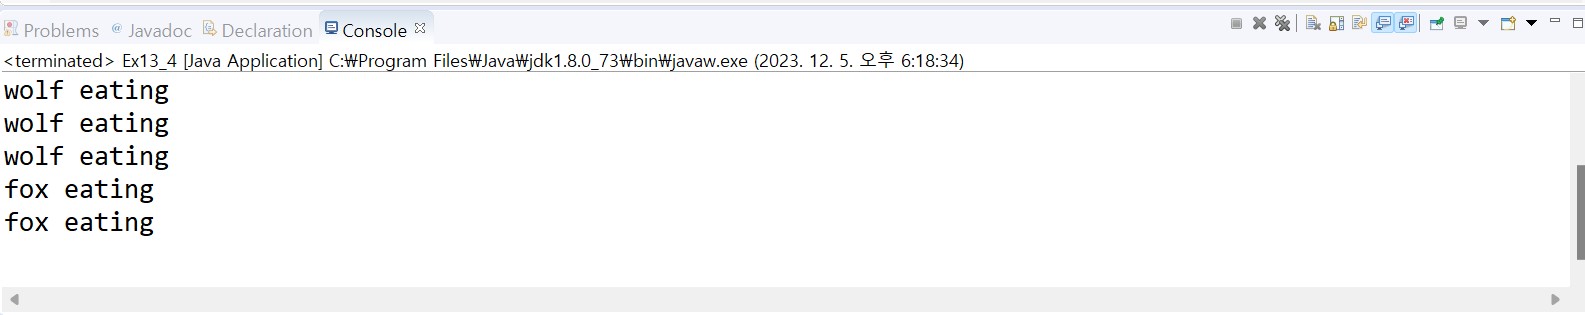 Problems @ Javadoc Declaration Console
<terminated> Ex13_4 [Java Application] C:₩Program Files₩Java₩jdk1.8.0_73₩bin₩javaw.exe (2023. 12. 5. 오후 6:18:34)
wolf eating
wolf eating
wolf eating
fox eating
fox eating